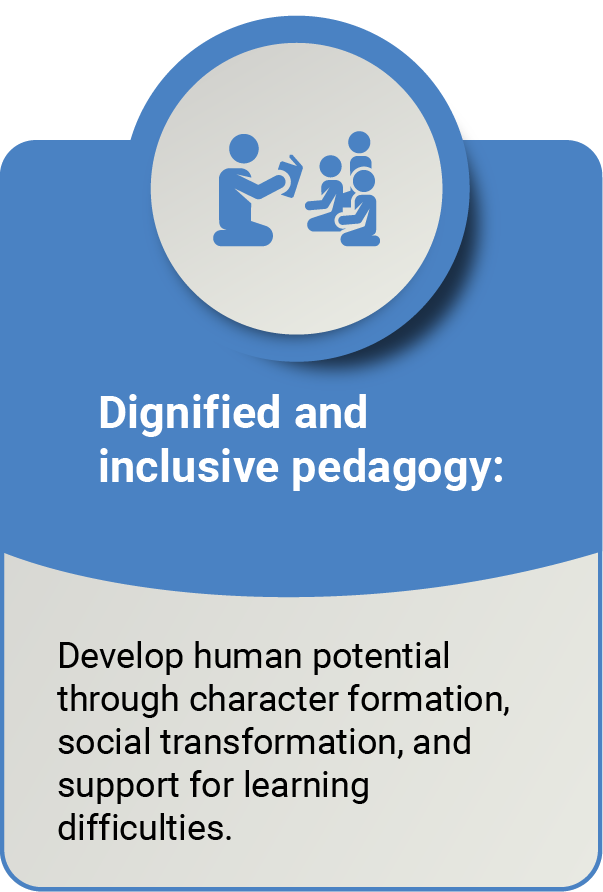 Dignified and
inclusive pedagogy:
Develop human potential
through character formation,
social transformation, and
support for learning
difficulties.